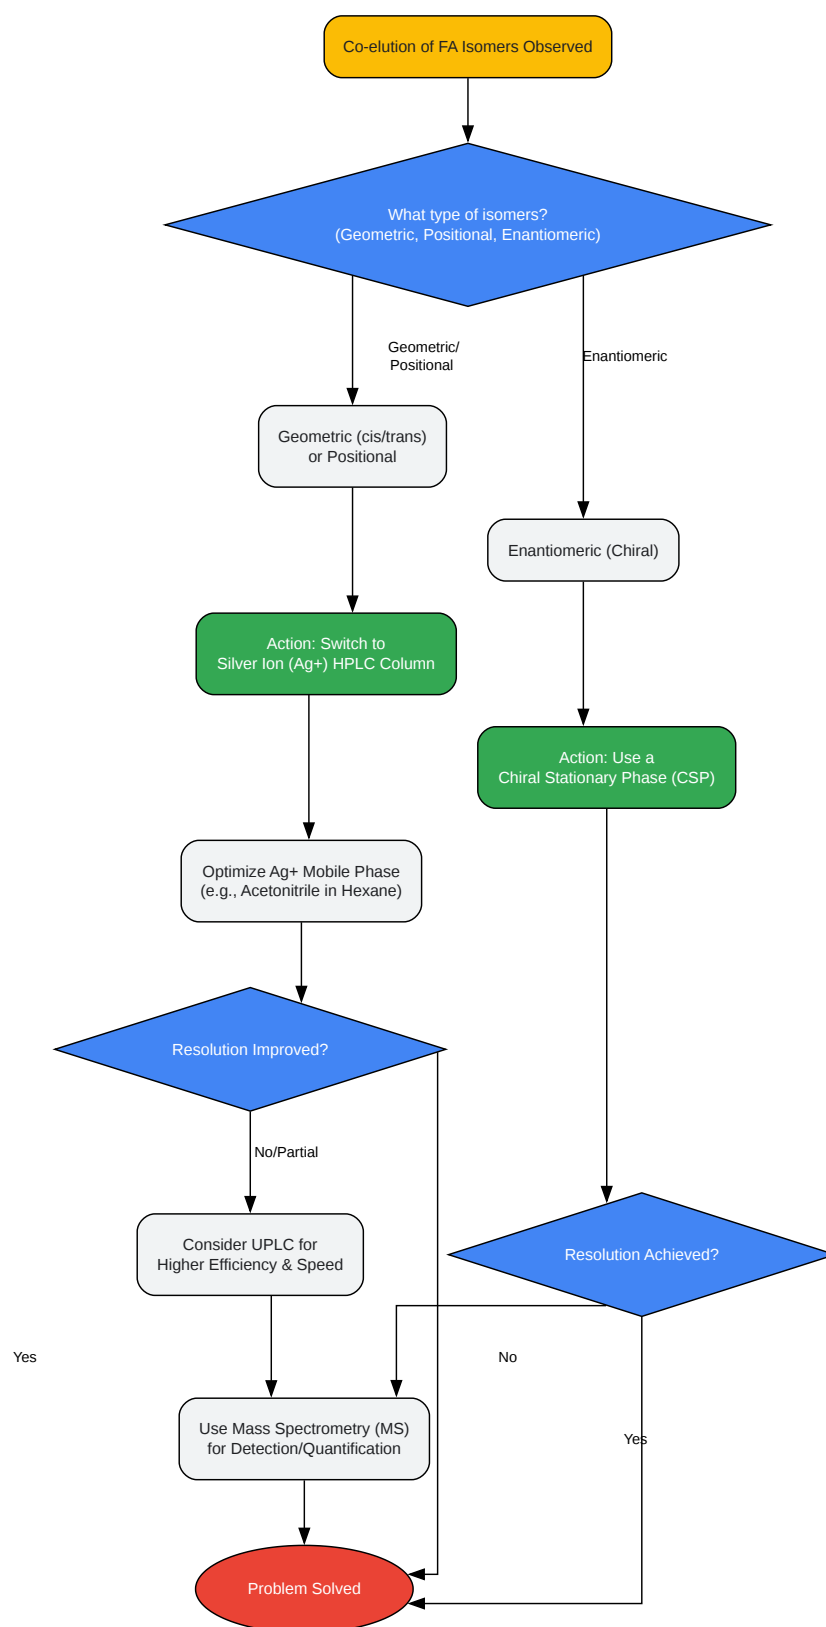 Co-elution of FA Isomers Observed
What type of isomers?
(Geometric, Positional, Enantiomeric)
Geometric/
Positional
Enantiomeric
Geometric (cis/trans)
or Positional
Enantiomeric (Chiral)
Action: Switch to
Silver Ion (Ag+) HPLC Column
Action: Use a
Chiral Stationary Phase (CSP)
Optimize Ag+ Mobile Phase
(e.g., Acetonitrile in Hexane)
Resolution Improved?
No/Partial
Consider UPLC for
Higher Efficiency & Speed
Resolution Achieved?
Yes
No
Use Mass Spectrometry (MS)
for Detection/Quantification
Yes
Problem Solved